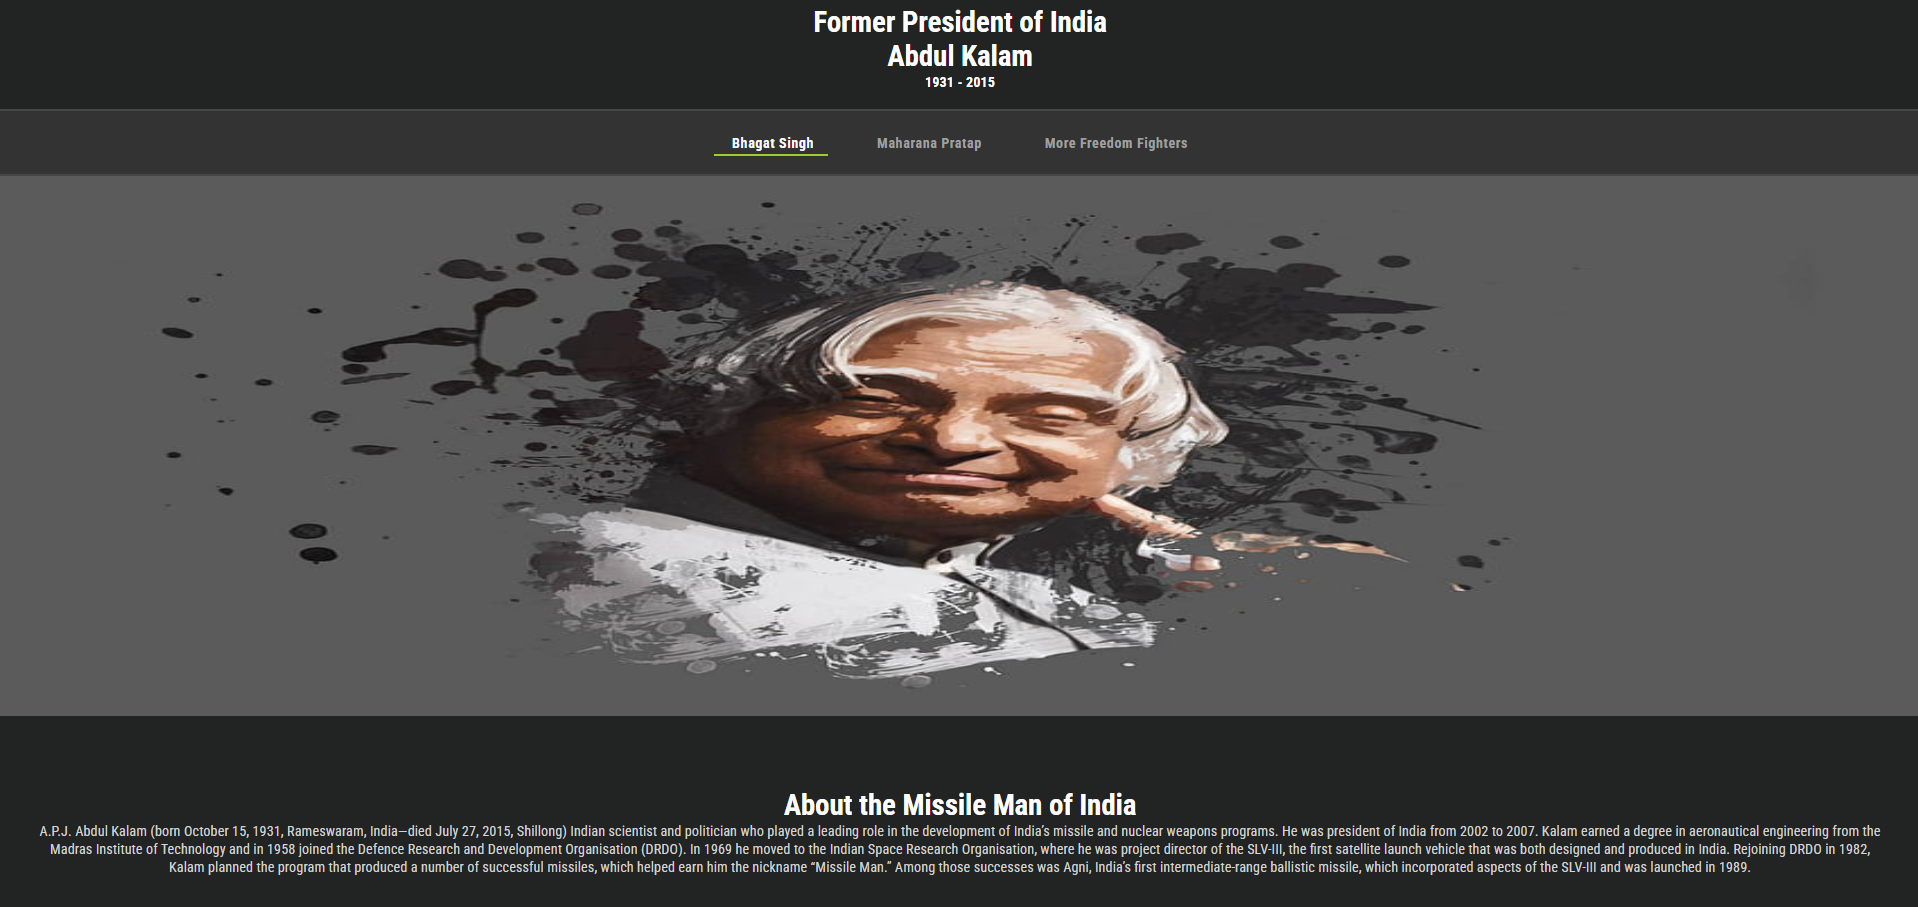 Former President of India
Abdul Kalam
1931 - 2015
Bhagat Singh Maharana Pratap More Freedom Fighters
About the Missile Man of India
A.P.J. Abdul Kalam (born October 15, 1931, Rameswaram, India—died July 27, 2015, Shillong) Indian scientist and politician who played a leading role in the development of India's missile and nuclear weapons programs. He was president of India from 2002 to 2007. Kalam earned a degree in aeronautical engineering from the
Madras Institute of Technology and in 1958 joined the Defence Research and Development Organisation (DRDO). In 1969 he moved to the Indian Space Research Organisation, where he was project director of the SLV-III, the first satellite launch vehicle that was both designed and produced in India. Rejoining DRDO in 1982,
Kalam planned the program that produced a number of successful missiles, which helped earn him the nickname “Missile Man.” Among those successes was Agni, India's first intermediate-range ballistic missile, which incorporated aspects of the SLV-III and was launched in 1989.